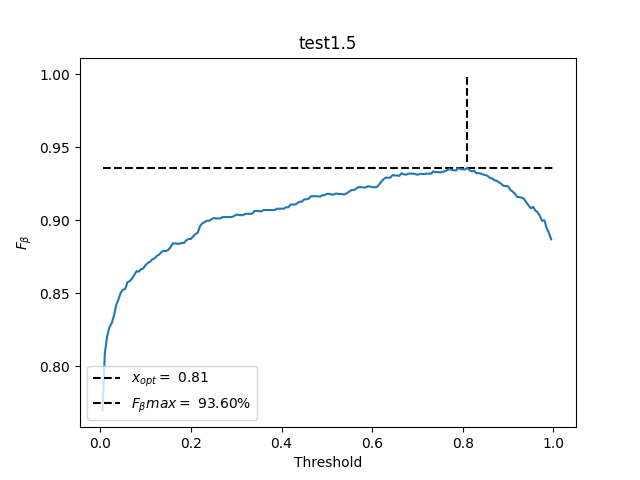 test1.5
1.00
0.95
0.90
0.85
0.80
F_β
x_opt = 0.81
F_β max = 93.60%
0.0 0.2 0.4 0.6 0.8 1.0
Threshold